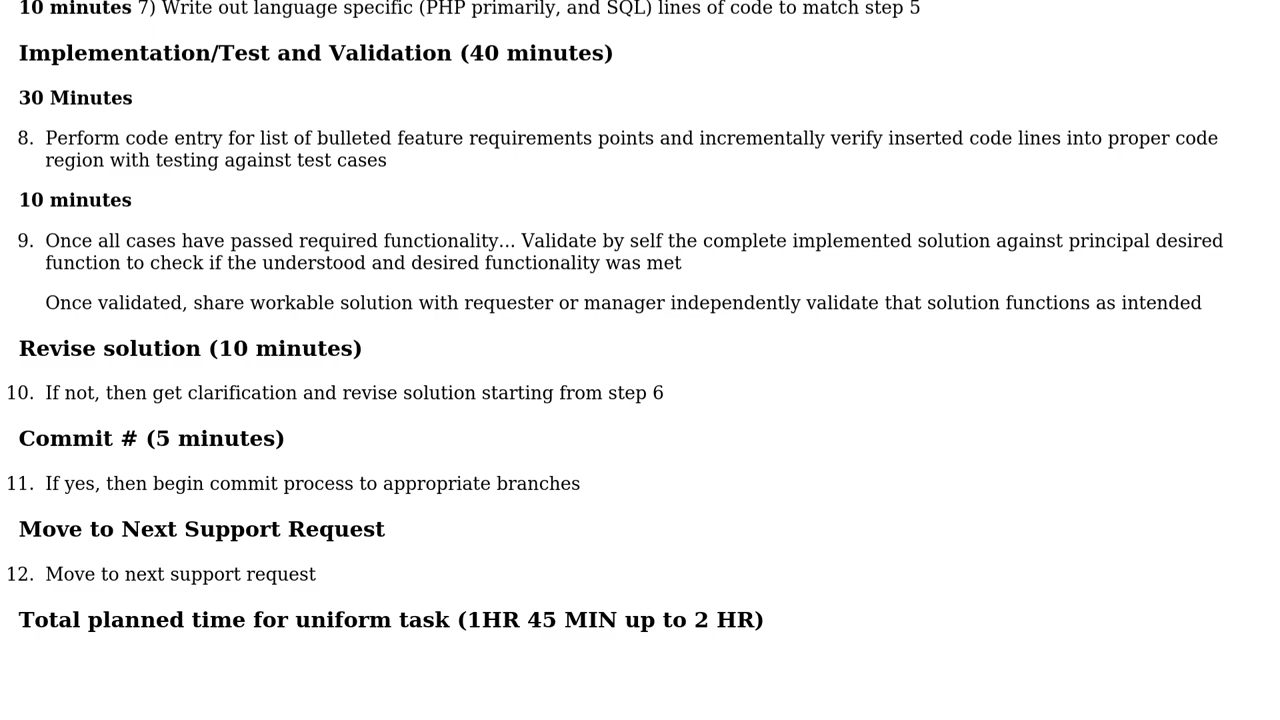 10 minutes 7) Write out language specific (PHP primarily, and SQL) lines of code to match step 5
Implementation/Test and Validation (40 minutes)
30 Minutes
8. Perform code entry for list of bulleted feature requirements points and incrementally verify inserted code lines into proper code
region with testing against test cases
10 minutes
9. Once all cases have passed required functionality... Validate by self the complete implemented solution against principal desired
function to check if the understood and desired functionality was met
Once validated, share workable solution with requester or manager independently validate that solution functions as intended
Revise solution (10 minutes)
10. If not, then get clarification and revise solution starting from step 6
Commit # (5 minutes)
11. If yes, then begin commit process to appropriate branches
Move to Next Support Request
12. Move to next support request
Total planned time for uniform task (1HR 45 MIN up to 2 HR)